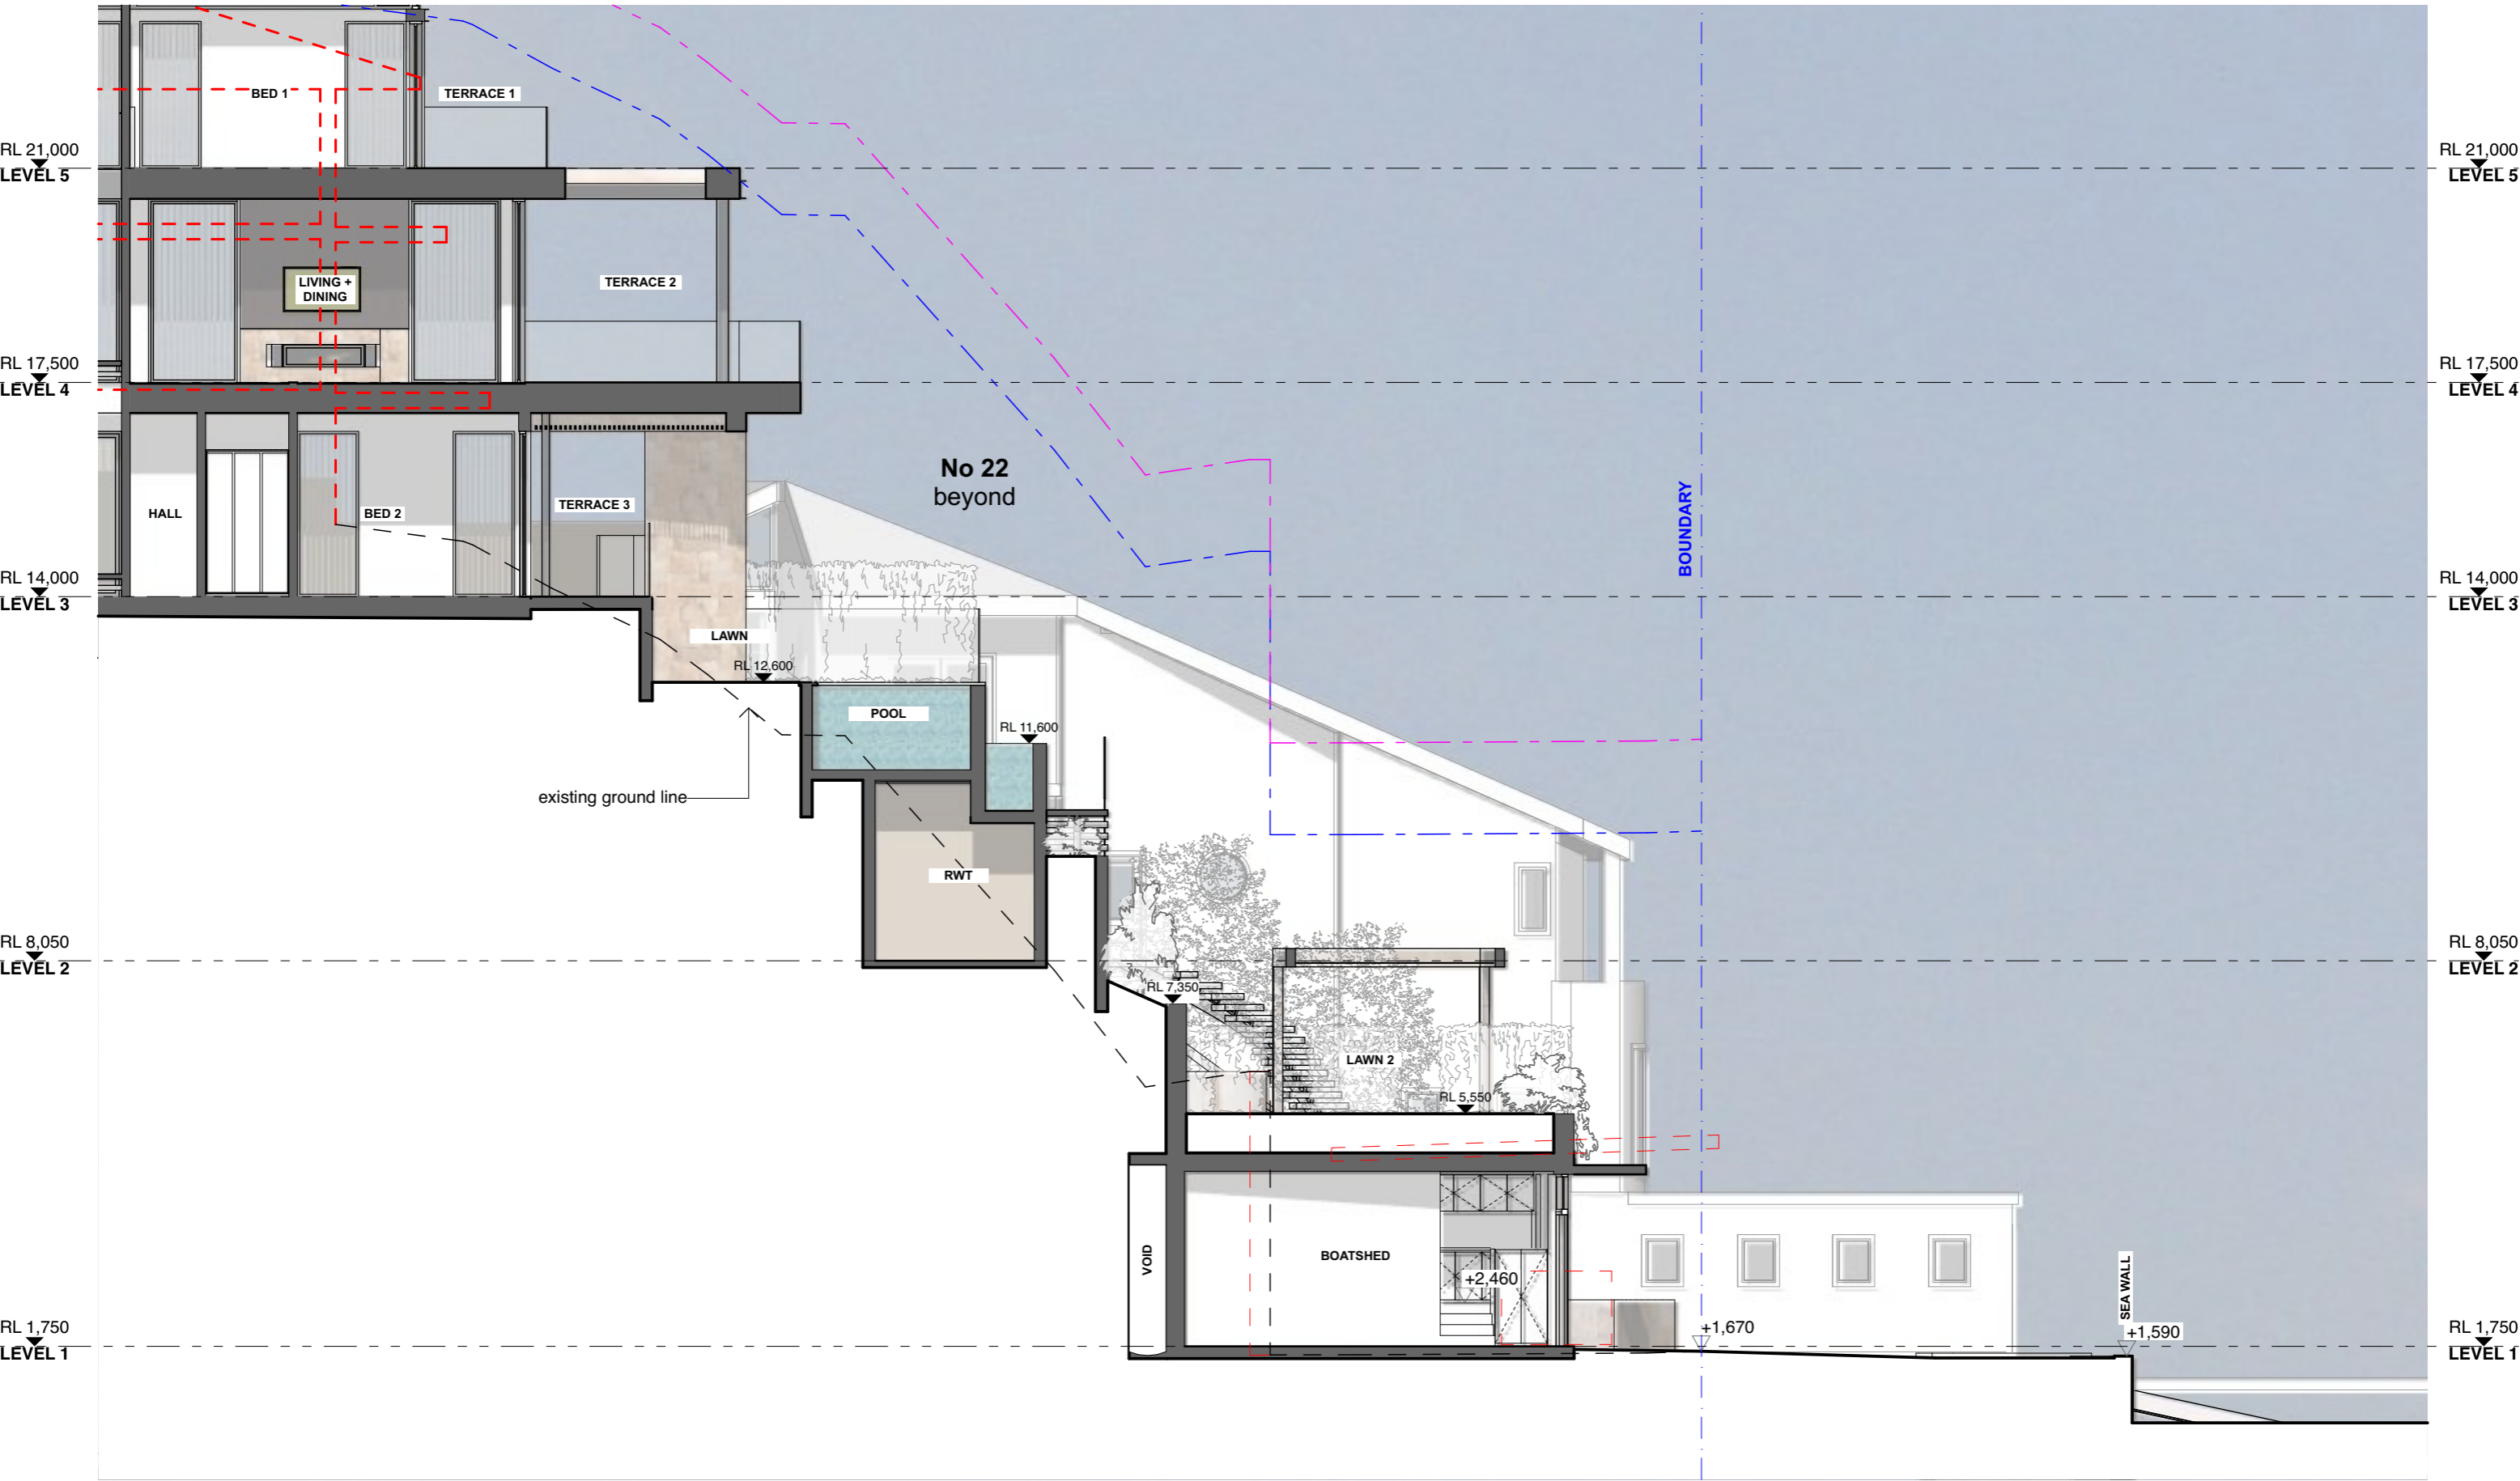 BED 1
TERRACE 1
RL 21,000
LEVEL 5
RL 21,000
LEVEL 5
LIVING +
DINING
TERRACE 2
RL 17,500
LEVEL 4
RL 17,500
LEVEL 4
No 22
beyond
HALL
BED 2
TERRACE 3
BOUNDARY
RL 14,000
LEVEL 3
RL 14,000
LEVEL 3
LAWN
RL 12,600
POOL
RL 11,600
existing ground line
RWT
RL 8,050
LEVEL 2
RL 8,050
LEVEL 2
RL 7,350
LAWN 2
RL 5,550
VOID
BOATSHED
+2,460
SEA WALL
+1,670
+1,590
RL 1,750
LEVEL 1
RL 1,750
LEVEL 1